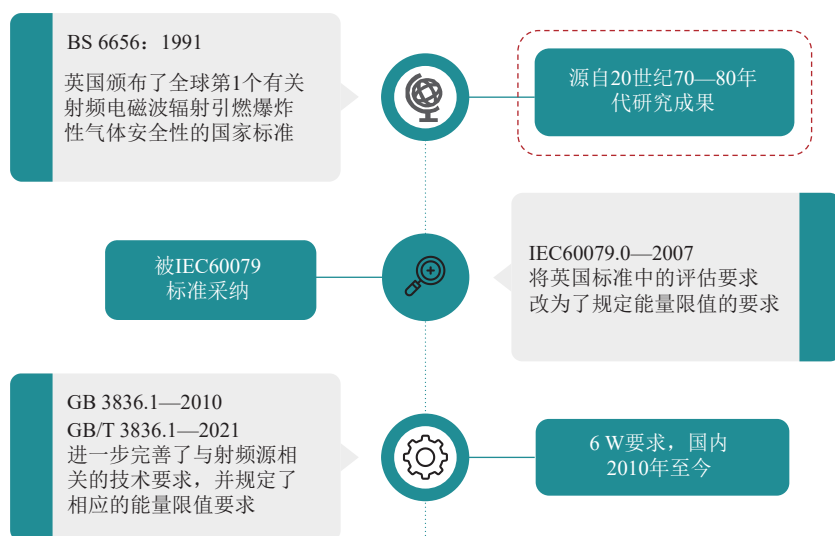 BS 6656：1991
英国颁布了全球第1个有关
射频电磁波辐射引燃爆炸
性气体安全性的国家标准
源自20世纪70—80年
代研究成果
被IEC60079
标准采纳
IEC60079.0—2007
将英国标准中的评估要求
改为了规定能量限值的要求
GB 3836.1—2010
GB/T 3836.1—2021
进一步完善了与射频源相
关的技术要求，并规定了
相应的能量限值要求
6 W要求，国内
2010年至今